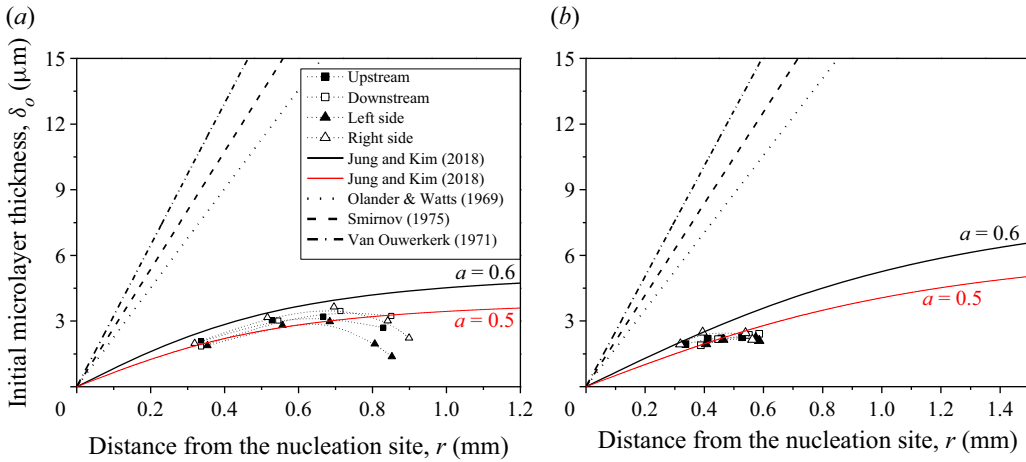 (a)
(b)
Initial microlayer thickness, δo (μm)
15
12
9
6
3
0
0
0.2
0.4
0.6
0.8
1.0
1.2
Distance from the nucleation site, r (mm)
Upstream
Downstream
Left side
Right side
Jung and Kim (2018)
Jung and Kim (2018)
Olander & Watts (1969)
Smirnov (1975)
Van Ouwerkerk (1971)
a = 0.6
a = 0.5
15
12
9
6
3
0
0
0.2
0.4
0.6
0.8
1.0
1.2
1.4
Distance from the nucleation site, r (mm)
a = 0.6
a = 0.5